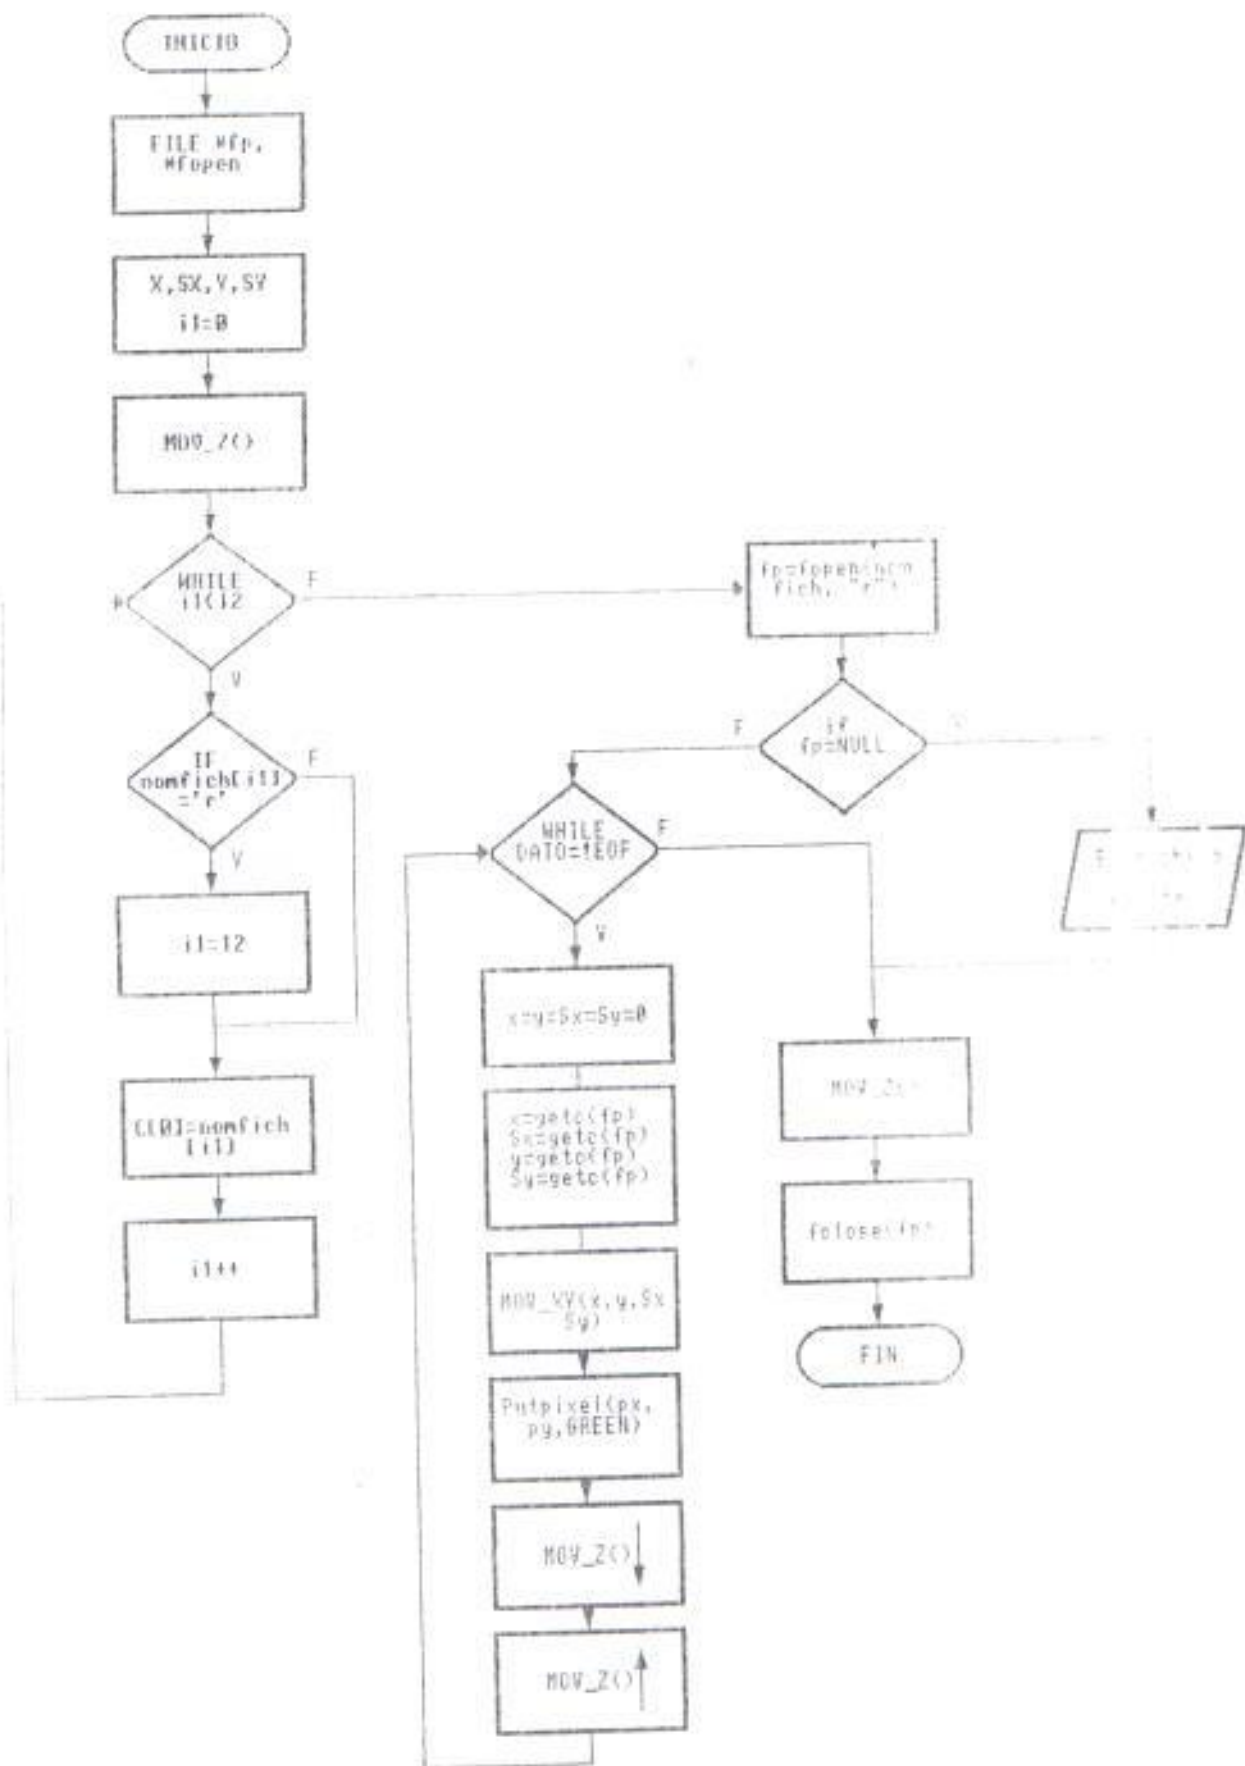 INICIO
FILE *fp,
*fopen
X,SX,Y,SY
i1=0
MOV_Z()
WHILE
i1<12
F
V
IF
nomfich[i1]
='r'
F
V
i1=12
C[0]=nomfich
[i1]
i1++
fp=fopen(nom
fich, "r")
if
fp=NULL
F
WHILE
DATO=!EOF
F
V
x=y=Sx=Sy=0
x=getc(fp)
Sx=getc(fp)
y=getc(fp)
Sy=getc(fp)
MOV_XY(x,y,Sx
Sy)
Putpixel(px,
py,GREEN)
MOV_Z()
MOV_Z()
MOV_Z()
fclose(fp)
FIN